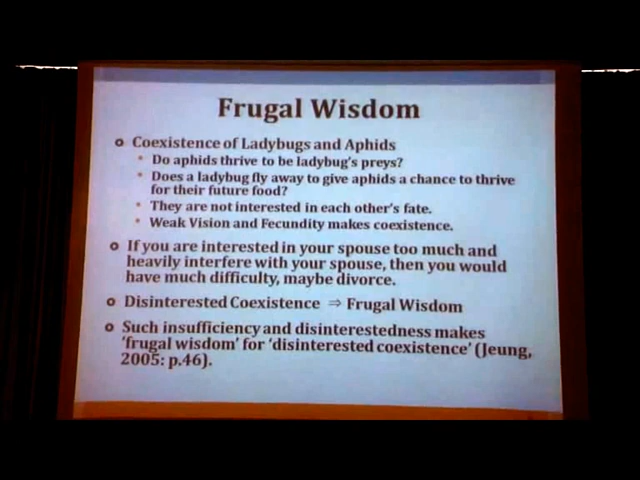 Frugal Wisdom
Coexistence of Ladybugs and Aphids
Do aphids thrive to be ladybug's preys?
Does a ladybug fly away to give aphids a chance to thrive
for their future food?
They are not interested in each other's fate.
Weak Vision and Fecundity makes coexistence.
If you are interested in your spouse too much and
heavily interfere with your spouse, then you would
have much difficulty, maybe divorce.
Disinterested Coexistence ⇒ Frugal Wisdom
Such insufficiency and disinterestedness makes
'frugal wisdom' for 'disinterested coexistence' (Jeung,
2005: p.46).